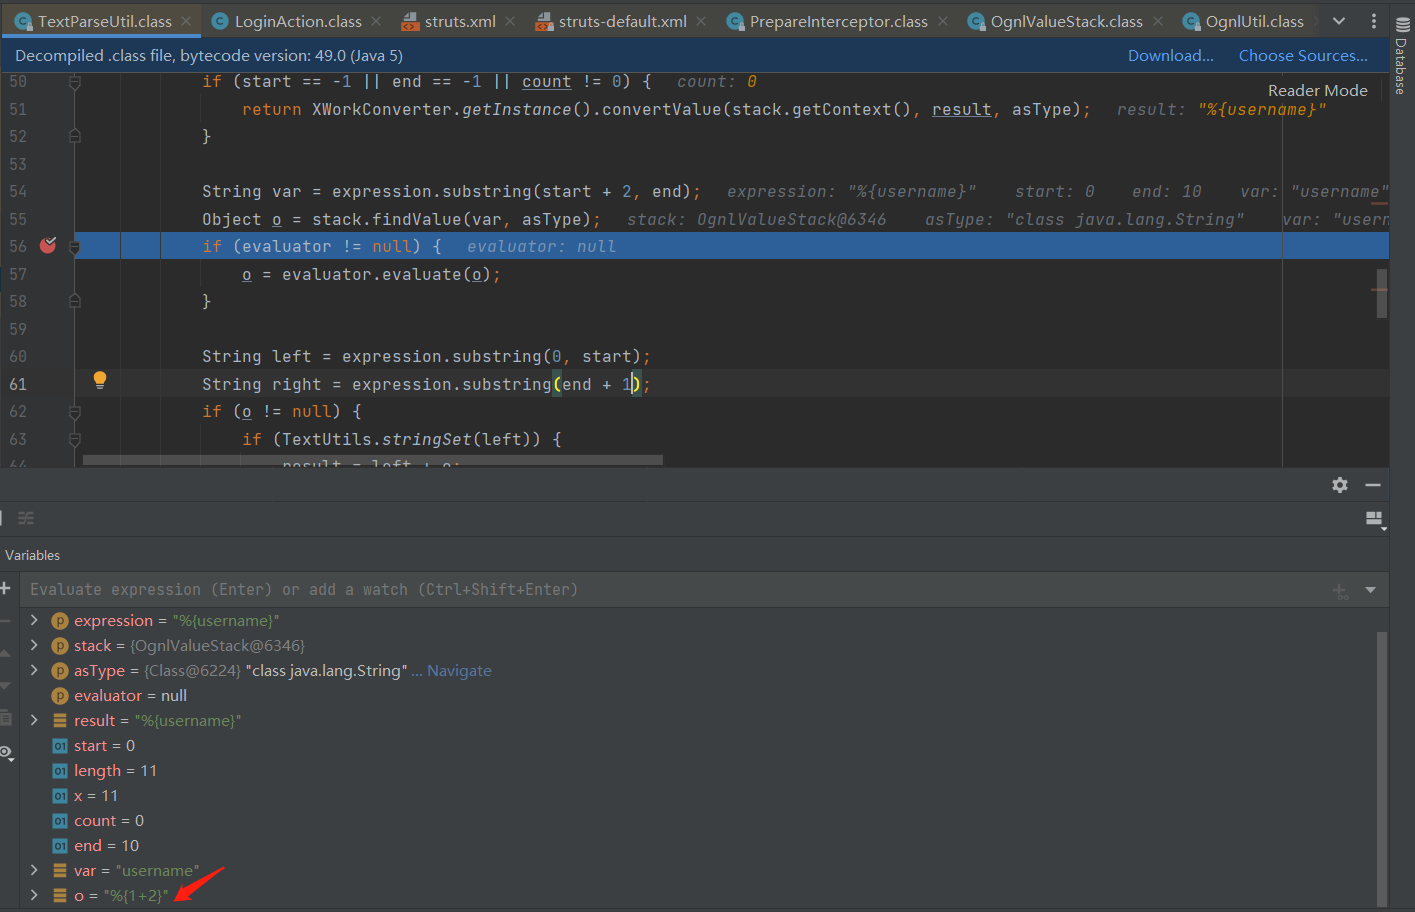 TextParseUtil.class LoginAction.class struts.xml struts-default.xml PrepareInterceptor.class OgnlValueStack.class OgnlUtil.class
Decompiled .class file, bytecode version: 49.0 (Java 5) Download... Choose Sources...
Database
Reader Mode
50 if (start == -1 || end == -1 || count != 0) { count: 0
51 return XWorkConverter.getInstance().convertValue(stack.getContext(), result, asType); result: "%{username}"
52 }
53
54 String var = expression.substring(start + 2, end); expression: "%{username}" start: 0 end: 10 var: "username"
55 Object o = stack.findValue(var, asType); stack: OgnlValueStack@6346 asType: "class java.lang.String" var: "usern
56 if (evaluator != null) { evaluator: null
57 o = evaluator.evaluate(o);
58 }
59
60 String left = expression.substring(0, start);
61 String right = expression.substring(end + 1);
62 if (o != null) {
63 if (TextUtils.stringSet(left)) {
64 result = left + o;
Variables
Evaluate expression (Enter) or add a watch (Ctrl+Shift+Enter)
p expression = "%{username}"
p stack = {OgnlValueStack@6346}
p asType = {Class@6224} "class java.lang.String" ... Navigate
p evaluator = null
result = "%{username}"
01 start = 0
01 length = 11
01 x = 11
01 count = 0
01 end = 10
var = "username"
o = "%{1+2}"